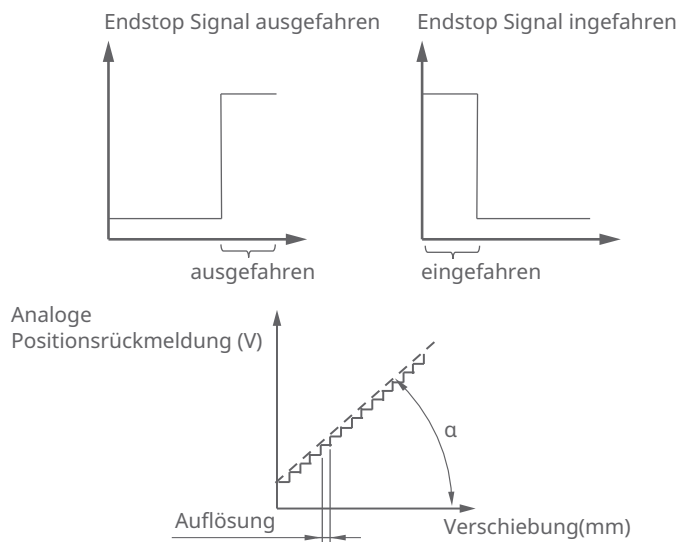 Endstop Signal ausgefahren
Endstop Signal ingefahren
ausgefahren
eingefahren
Analoge
Positionsrückmeldung (V)
α
Auflösung
Verschiebung(mm)